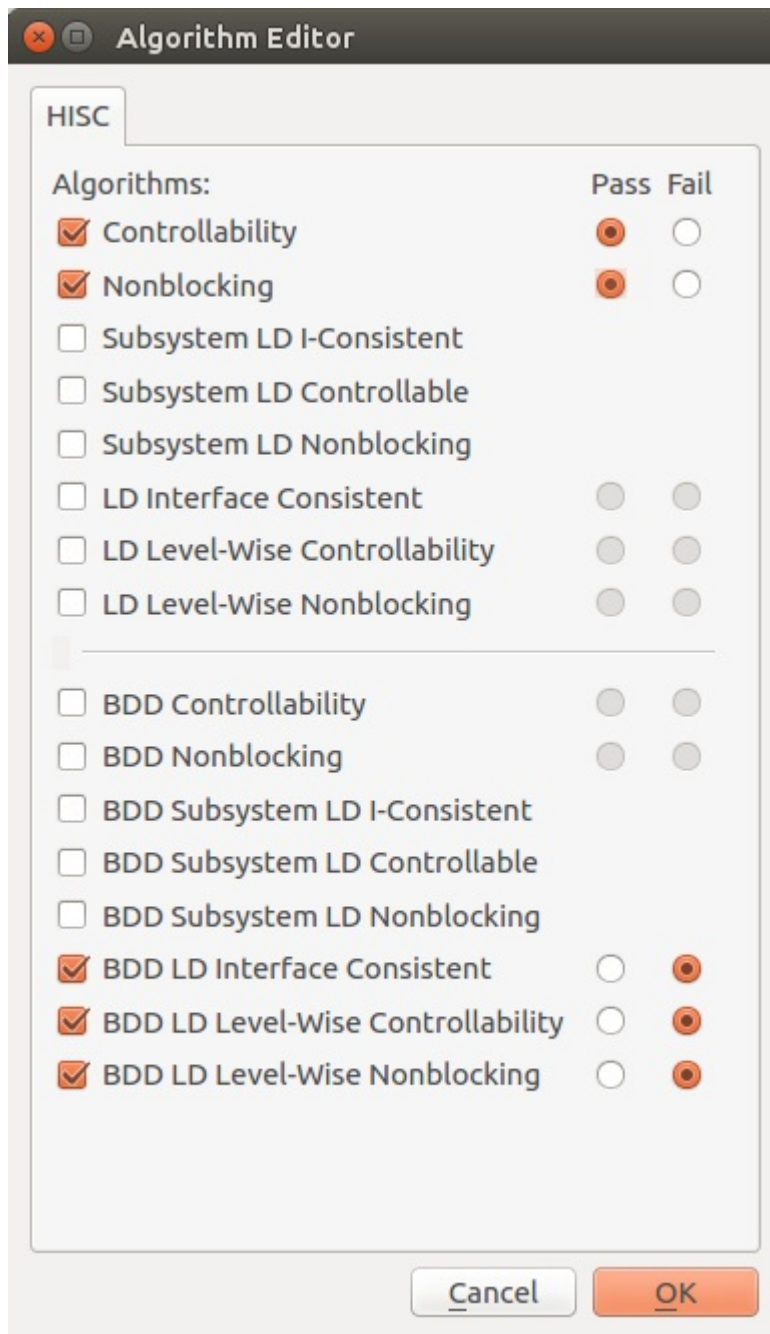 Algorithm Editor
HISC
Algorithms: Pass Fail
Controllability
Nonblocking
Subsystem LD I-Consistent
Subsystem LD Controllable
Subsystem LD Nonblocking
LD Interface Consistent
LD Level-Wise Controllability
LD Level-Wise Nonblocking
BDD Controllability
BDD Nonblocking
BDD Subsystem LD I-Consistent
BDD Subsystem LD Controllable
BDD Subsystem LD Nonblocking
BDD LD Interface Consistent
BDD LD Level-Wise Controllability
BDD LD Level-Wise Nonblocking
Cancel OK